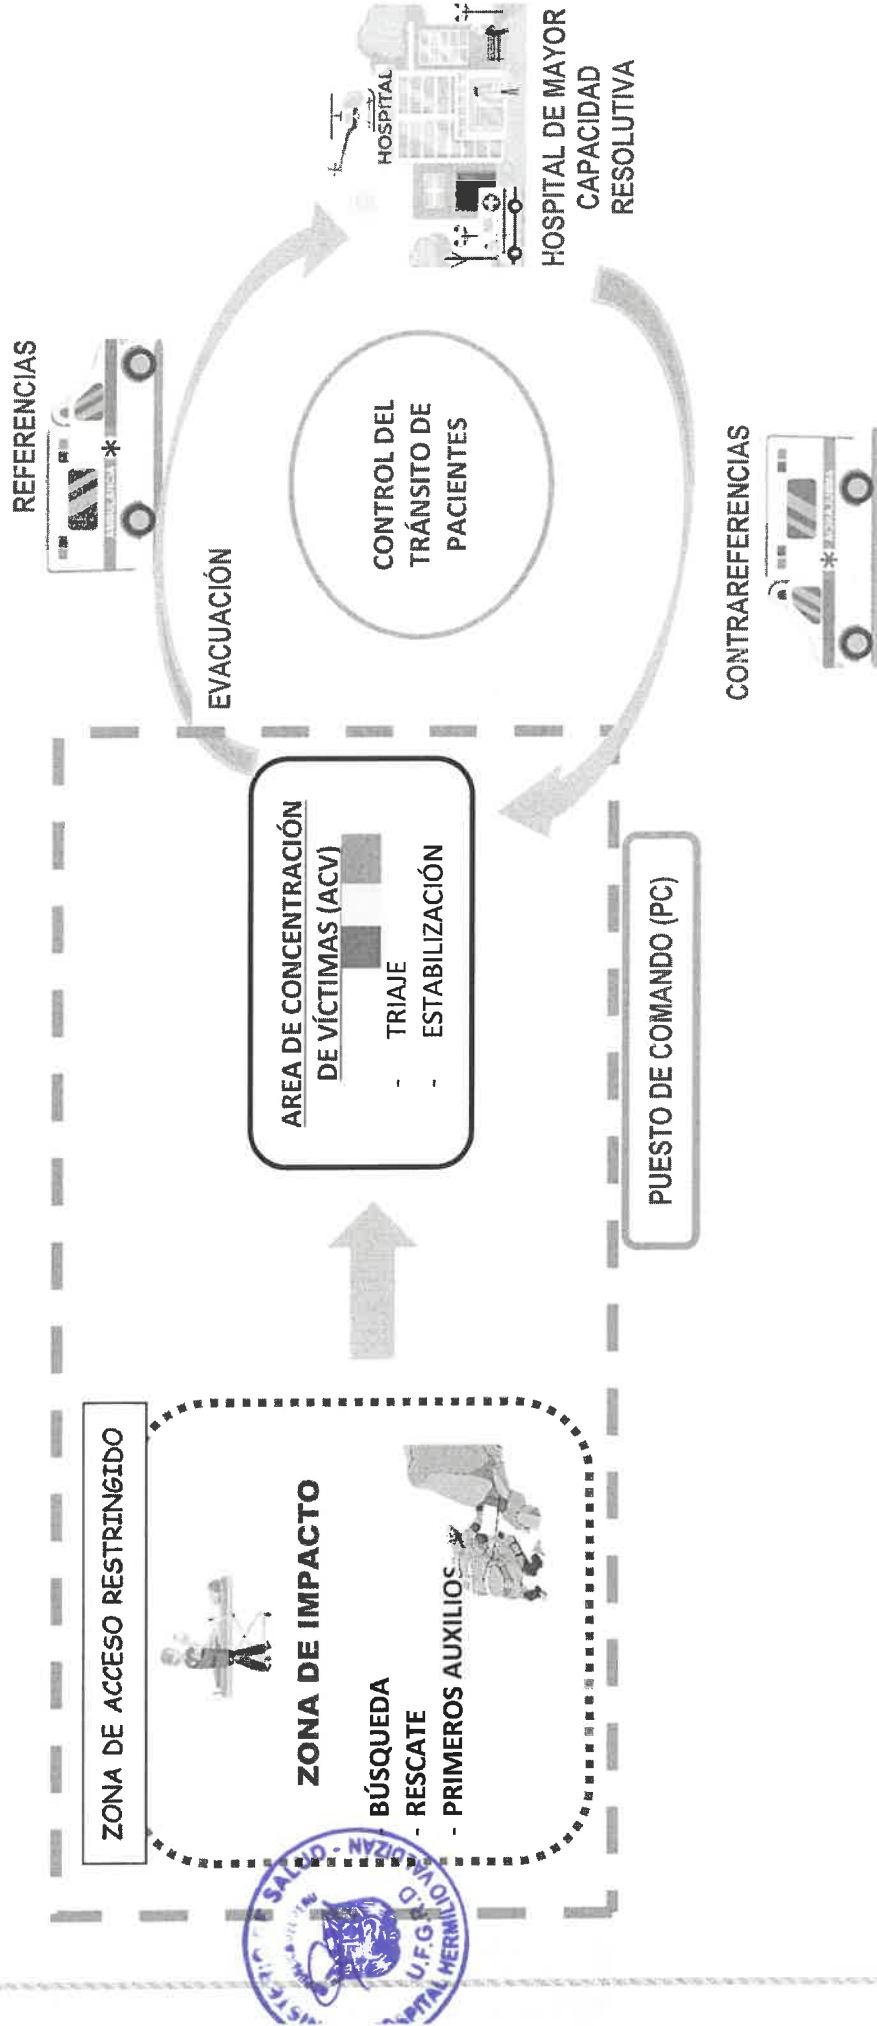 ZONA DE ACCESO RESTRINGIDO
ZONA DE IMPACTO
- BÚSQUEDA
- RESCATE
- PRIMEROS AUXILIOS
AREA DE CONCENTRACIÓN
DE VÍCTIMAS (ACV)
- TRIAJE
- ESTABILIZACIÓN
PUESTO DE COMANDO (PC)
EVACUACIÓN
REFERENCIAS
AMBULANCIA
CONTROL DEL
TRÁNSITO DE
PACIENTES
HOSPITAL
HOSPITAL DE MAYOR
CAPACIDAD
RESOLUTIVA
CONTRAREFERENCIAS
SALUD - HERMILIO VALDIZAN
U.F.G.R.D